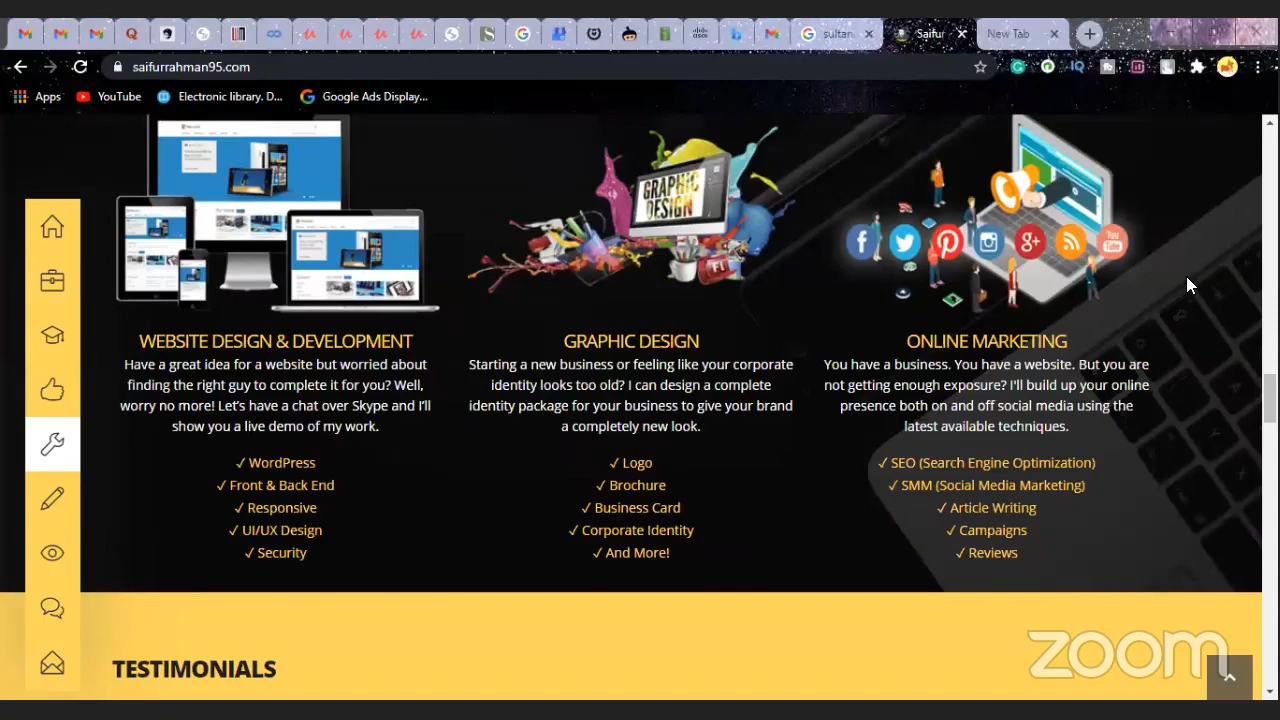 sultan
Saifur
New Tab
saifurrahman95.com
Apps
YouTube
Electronic library. D...
Google Ads Display...
GRAPHIC
DESIGN
You
Tube
WEBSITE DESIGN & DEVELOPMENT
Have a great idea for a website but worried about
finding the right guy to complete it for you? Well,
worry no more! Let's have a chat over Skype and I'll
show you a live demo of my work.
✓ WordPress
✓ Front & Back End
✓ Responsive
✓ UI/UX Design
✓ Security
GRAPHIC DESIGN
Starting a new business or feeling like your corporate
identity looks too old? I can design a complete
identity package for your business to give your brand
a completely new look.
✓ Logo
✓ Brochure
✓ Business Card
✓ Corporate Identity
✓ And More!
ONLINE MARKETING
You have a business. You have a website. But you are
not getting enough exposure? I'll build up your online
presence both on and off social media using the
latest available techniques.
✓ SEO (Search Engine Optimization)
✓ SMM (Social Media Marketing)
✓ Article Writing
✓ Campaigns
✓ Reviews
TESTIMONIALS
zoom